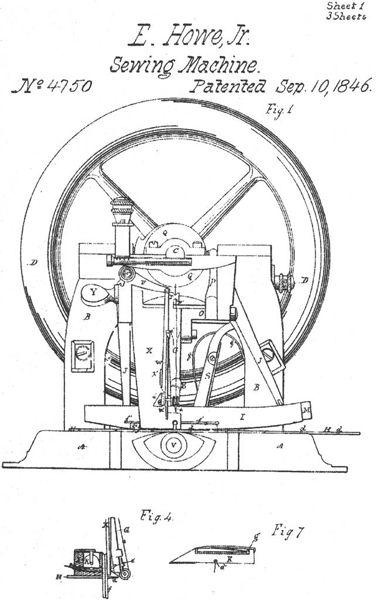 Sheet 1
3 Sheets
E. Howe, Jr.
Sewing Machine.
No 4750 Patented Sep. 10, 1846.
Fig. 1
Q
C
Q
D
D
P
Y
B
O
X
G
J
J
S
B
I
M
A
V
A
Fig. 4.
Fig 7
G
H
K